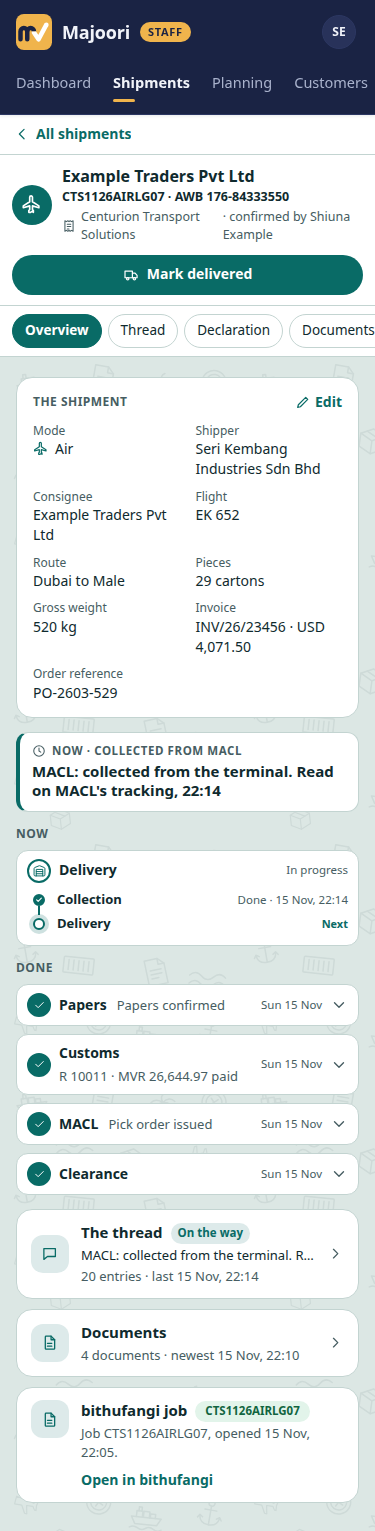 Majoori STAFF SE
Dashboard Shipments Planning Customers
All shipments
Example Traders Pvt Ltd
CTS1126AIRLG07 · AWB 176-84333550
Centurion Transport Solutions · confirmed by Shiuna Example
Mark delivered
Overview Thread Declaration Documents
THE SHIPMENT Edit
Mode
Air
Shipper
Seri Kembang
Industries Sdn Bhd
Consignee
Example Traders Pvt
Ltd
Flight
EK 652
Route
Dubai to Male
Pieces
29 cartons
Gross weight
520 kg
Invoice
INV/26/23456 · USD
4,071.50
Order reference
PO-2603-529
NOW · COLLECTED FROM MACL
MACL: collected from the terminal. Read
on MACL's tracking, 22:14
NOW
Delivery In progress
Collection Done · 15 Nov, 22:14
Delivery Next
DONE
Papers Papers confirmed Sun 15 Nov
Customs
R 10011 · MVR 26,644.97 paid Sun 15 Nov
MACL Pick order issued Sun 15 Nov
Clearance Sun 15 Nov
The thread On the way
MACL: collected from the terminal. R...
20 entries · last 15 Nov, 22:14
Documents
4 documents · newest 15 Nov, 22:10
bithufangi job CTS1126AIRLG07
Job CTS1126AIRLG07, opened 15 Nov,
22:05.
Open in bithufangi